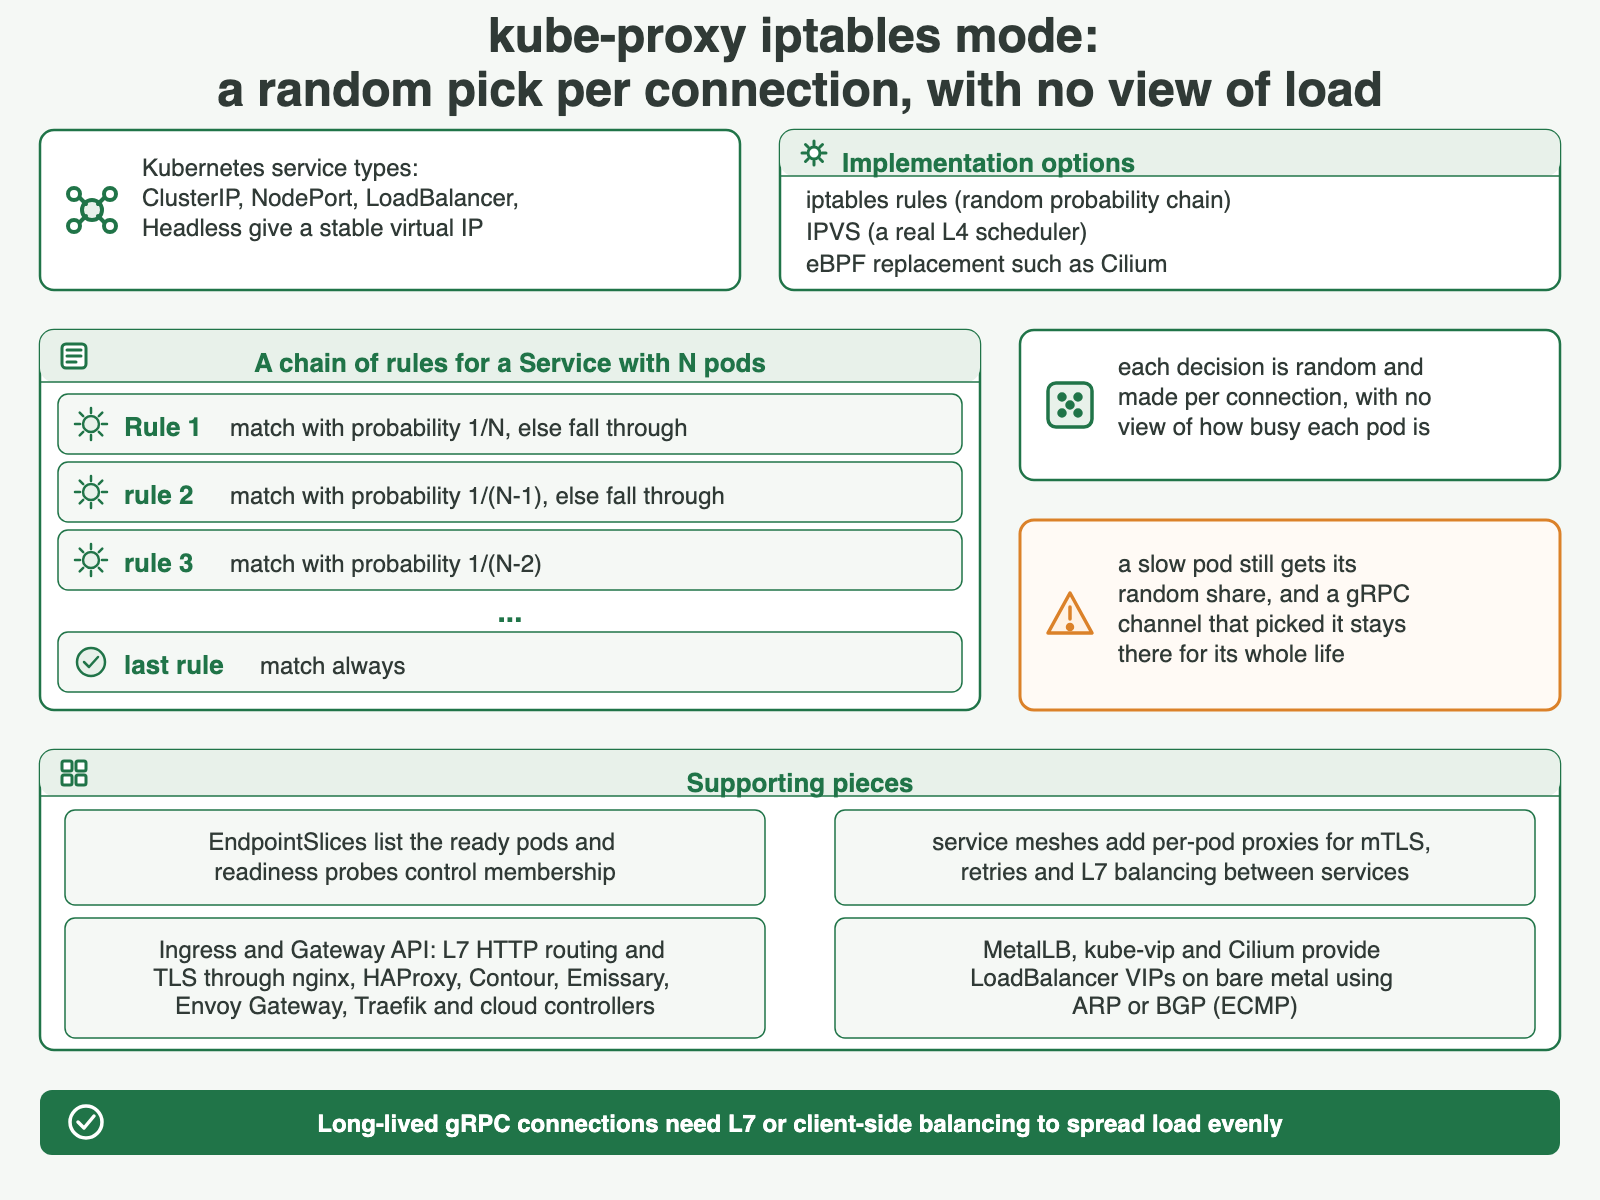 kube-proxy iptables mode:
a random pick per connection, with no view of load
Kubernetes service types:
ClusterIP, NodePort, LoadBalancer,
Headless give a stable virtual IP
Implementation options
iptables rules (random probability chain)
IPVS (a real L4 scheduler)
eBPF replacement such as Cilium
A chain of rules for a Service with N pods
Rule 1 match with probability 1/N, else fall through
rule 2 match with probability 1/(N-1), else fall through
rule 3 match with probability 1/(N-2)
...
last rule match always
each decision is random and
made per connection, with no
view of how busy each pod is
a slow pod still gets its
random share, and a gRPC
channel that picked it stays
there for its whole life
Supporting pieces
EndpointSlices list the ready pods and
readiness probes control membership
service meshes add per-pod proxies for mTLS,
retries and L7 balancing between services
Ingress and Gateway API: L7 HTTP routing and
TLS through nginx, HAProxy, Contour, Emissary,
Envoy Gateway, Traefik and cloud controllers
MetalLB, kube-vip and Cilium provide
LoadBalancer VIPs on bare metal using
ARP or BGP (ECMP)
Long-lived gRPC connections need L7 or client-side balancing to spread load evenly